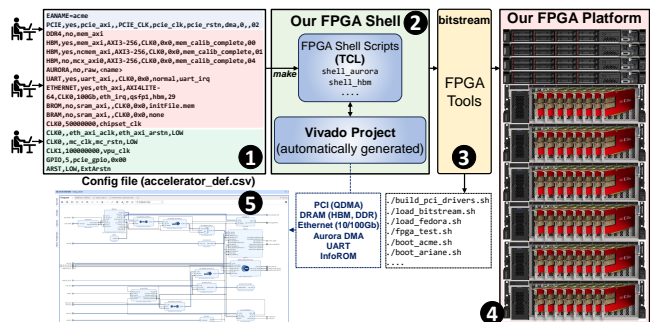 EANAME=acme
PCIE,yes,pcie_axi,,PCIE_CLK,pcie_clk,pcie_rstn,dma,0,,02
DDR4,no,mem_axi
HBM,yes,mem_axi,AXI3-256,CLK0,0x0,mem_calib_complete,00
HBM,yes,ncmem_axi,AXI3-256,CLK0,0x0,mem_calib_complete,01
HBM,no,mcx_axi0,AXI3-256,CLK0,0x0,mem_calib_complete,04
AURORA,no,raw,<name>
UART,yes,uart_axi,,CLK0,0x0,normal,uart_irq
ETHERNET,yes,eth_axi,AXI4LITE-
64,CLK0,100Gb,eth_irq,qsfpi,hbm,29
BROM,no,sram_axi,,CLK0,0x0,initFile.mem
BRAM,no,sram_axi,,CLK0,0x0,none
CLK0,50000000,chipset_clk
CLK0,,eth_axi_aclk,eth_axi_arstn,LOW
CLK0,,mc_clk,mc_rstn,LOW
CLK1,100000000,vpu_clk
GPIO,5,pcie_gpio,0x00
ARST,LOW,ExtArstn
1
Config file (accelerator_def.csv)
make
Our FPGA Shell
2
FPGA Shell Scripts
(TCL)
shell_aurora
shell_hbm
....
Vivado Project
(automatically generated)
bitstream
FPGA
Tools
3
Our FPGA Platform
4
5
PCI (QDMA)
DRAM (HBM, DDR)
Ethernet (10/100Gb)
Aurora DMA
UART
InfoROM
./build_pci_drivers.sh
./load_bitstream.sh
./load_fedora.sh
./fpga_test.sh
./boot_acme.sh
./boot_ariane.sh
....